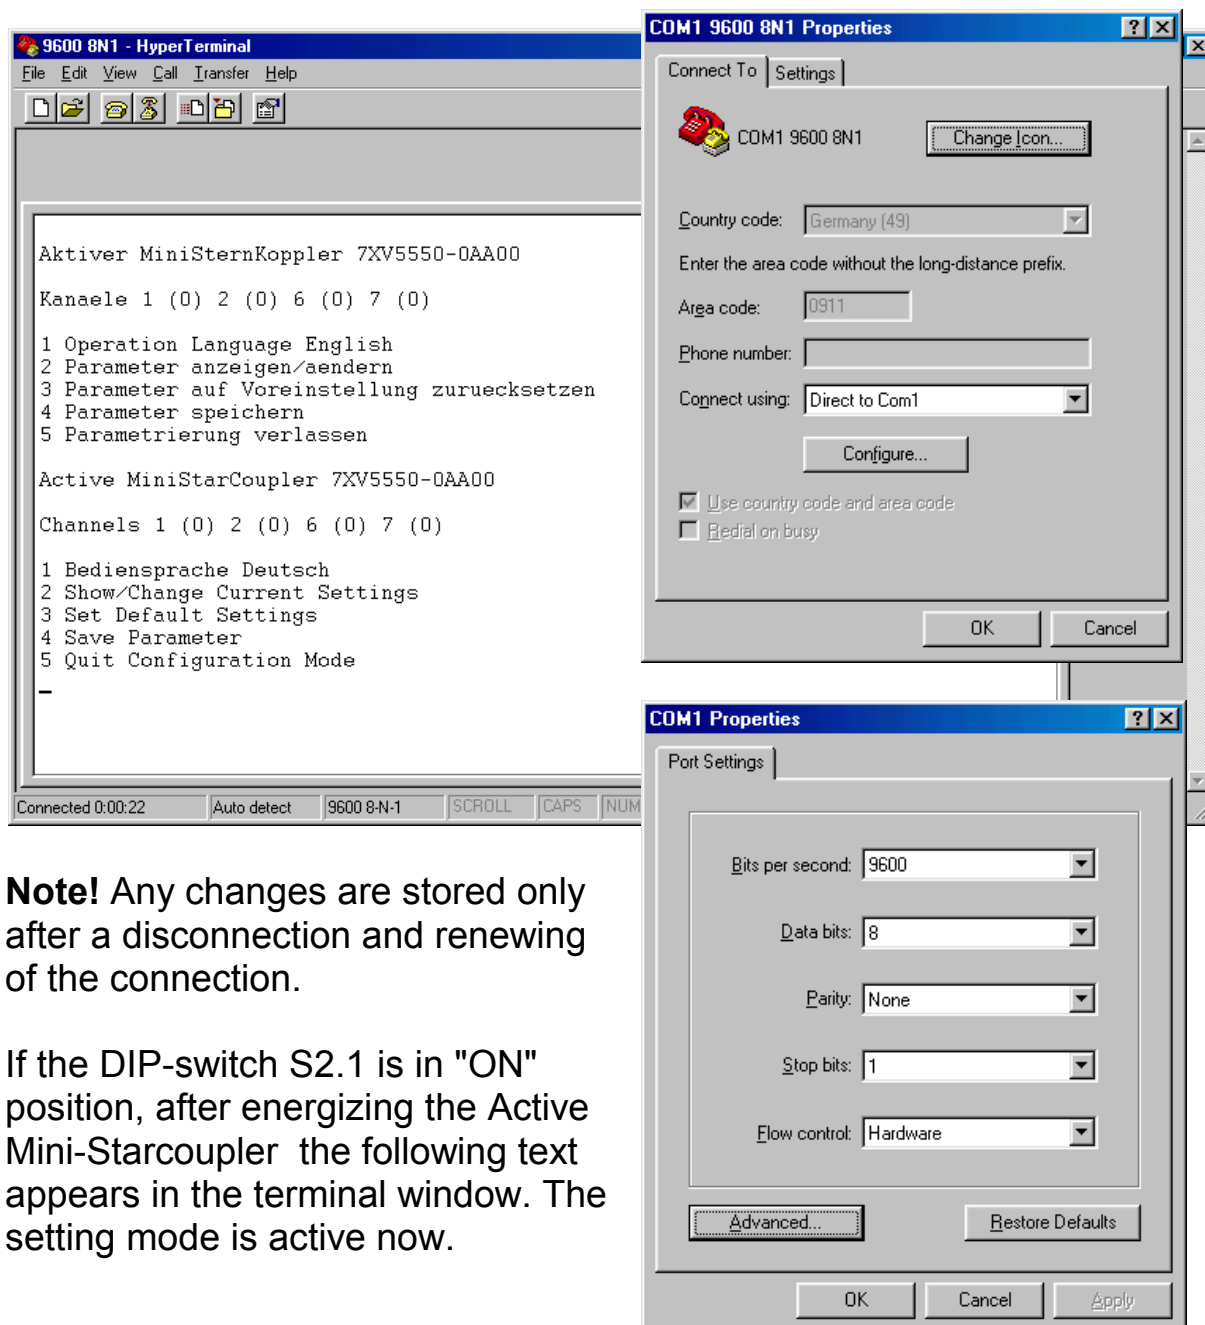 9600 8N1 - HyperTerminal
File Edit View Call Transfer Help
Aktiver MiniSternKoppler 7XV5550-0AA00
Kanaele 1 (0) 2 (0) 6 (0) 7 (0)
1 Operation Language English
2 Parameter anzeigen/aendern
3 Parameter auf Voreinstellung zuruecksetzen
4 Parameter speichern
5 Parametrierung verlassen
Active MiniStarCoupler 7XV5550-0AA00
Channels 1 (0) 2 (0) 6 (0) 7 (0)
1 Bediensprache Deutsch
2 Show/Change Current Settings
3 Set Default Settings
4 Save Parameter
5 Quit Configuration Mode
Connected 0:00:22 Auto detect 9600 8-N-1 SCROLL CAPS NUM
COM1 9600 8N1 Properties
Connect To Settings
COM1 9600 8N1 Change Icon...
Country code: Germany (49)
Enter the area code without the long-distance prefix.
Area code: 0911
Phone number:
Connect using: Direct to Com1
Configure...
Use country code and area code
Redial on busy
OK Cancel
COM1 Properties
Port Settings
Bits per second: 9600
Data bits: 8
Parity: None
Stop bits: 1
Flow control: Hardware
Advanced... Restore Defaults
OK Cancel Apply
Note! Any changes are stored only
after a disconnection and renewing
of the connection.
If the DIP-switch S2.1 is in "ON"
position, after energizing the Active
Mini-Starcoupler the following text
appears in the terminal window. The
setting mode is active now.